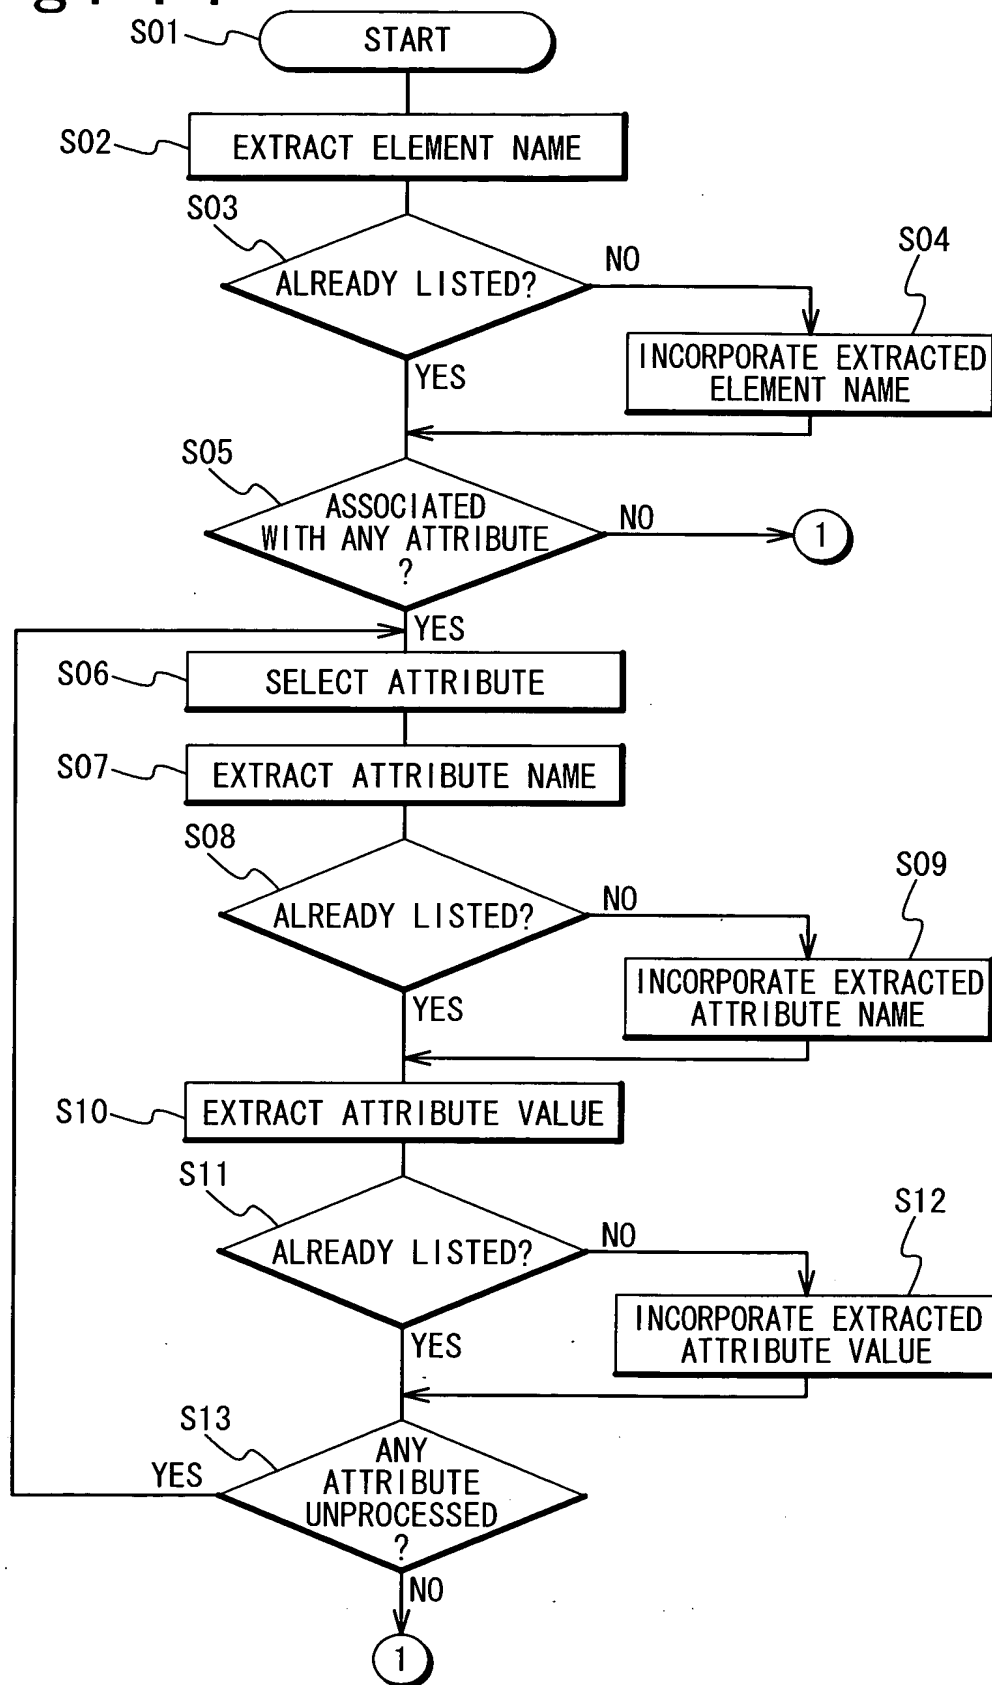 S01
START
S02
EXTRACT ELEMENT NAME
S03
ALREADY LISTED?
NO
S04
INCORPORATE EXTRACTED
ELEMENT NAME
YES
S05
ASSOCIATED
WITH ANY ATTRIBUTE
?
NO
1
YES
S06
SELECT ATTRIBUTE
S07
EXTRACT ATTRIBUTE NAME
S08
ALREADY LISTED?
NO
S09
INCORPORATE EXTRACTED
ATTRIBUTE NAME
YES
S10
EXTRACT ATTRIBUTE VALUE
S11
ALREADY LISTED?
NO
S12
INCORPORATE EXTRACTED
ATTRIBUTE VALUE
YES
S13
ANY
ATTRIBUTE
UNPROCESSED
?
YES
NO
1